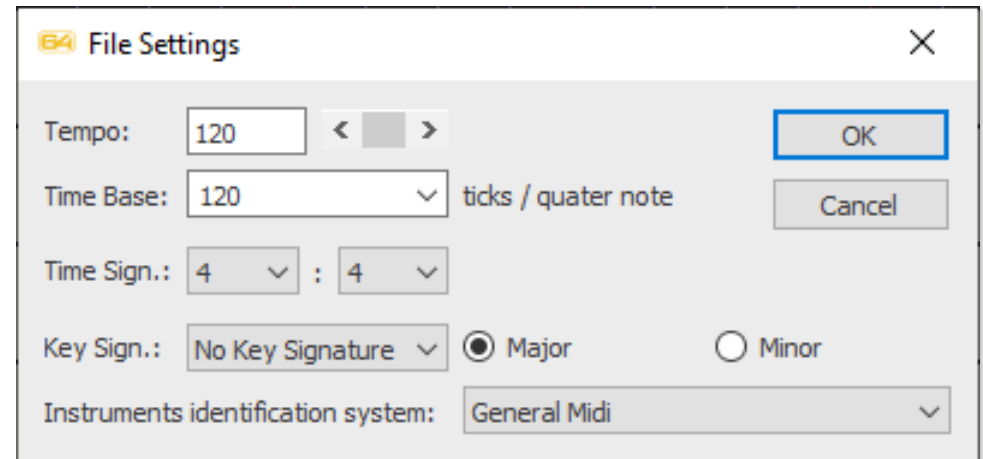 64 File Settings
Tempo: 120 OK
Time Base: 120 ticks / quater note Cancel
Time Sign.: 4 : 4
Key Sign.: No Key Signature Major Minor
Instruments identification system: General Midi